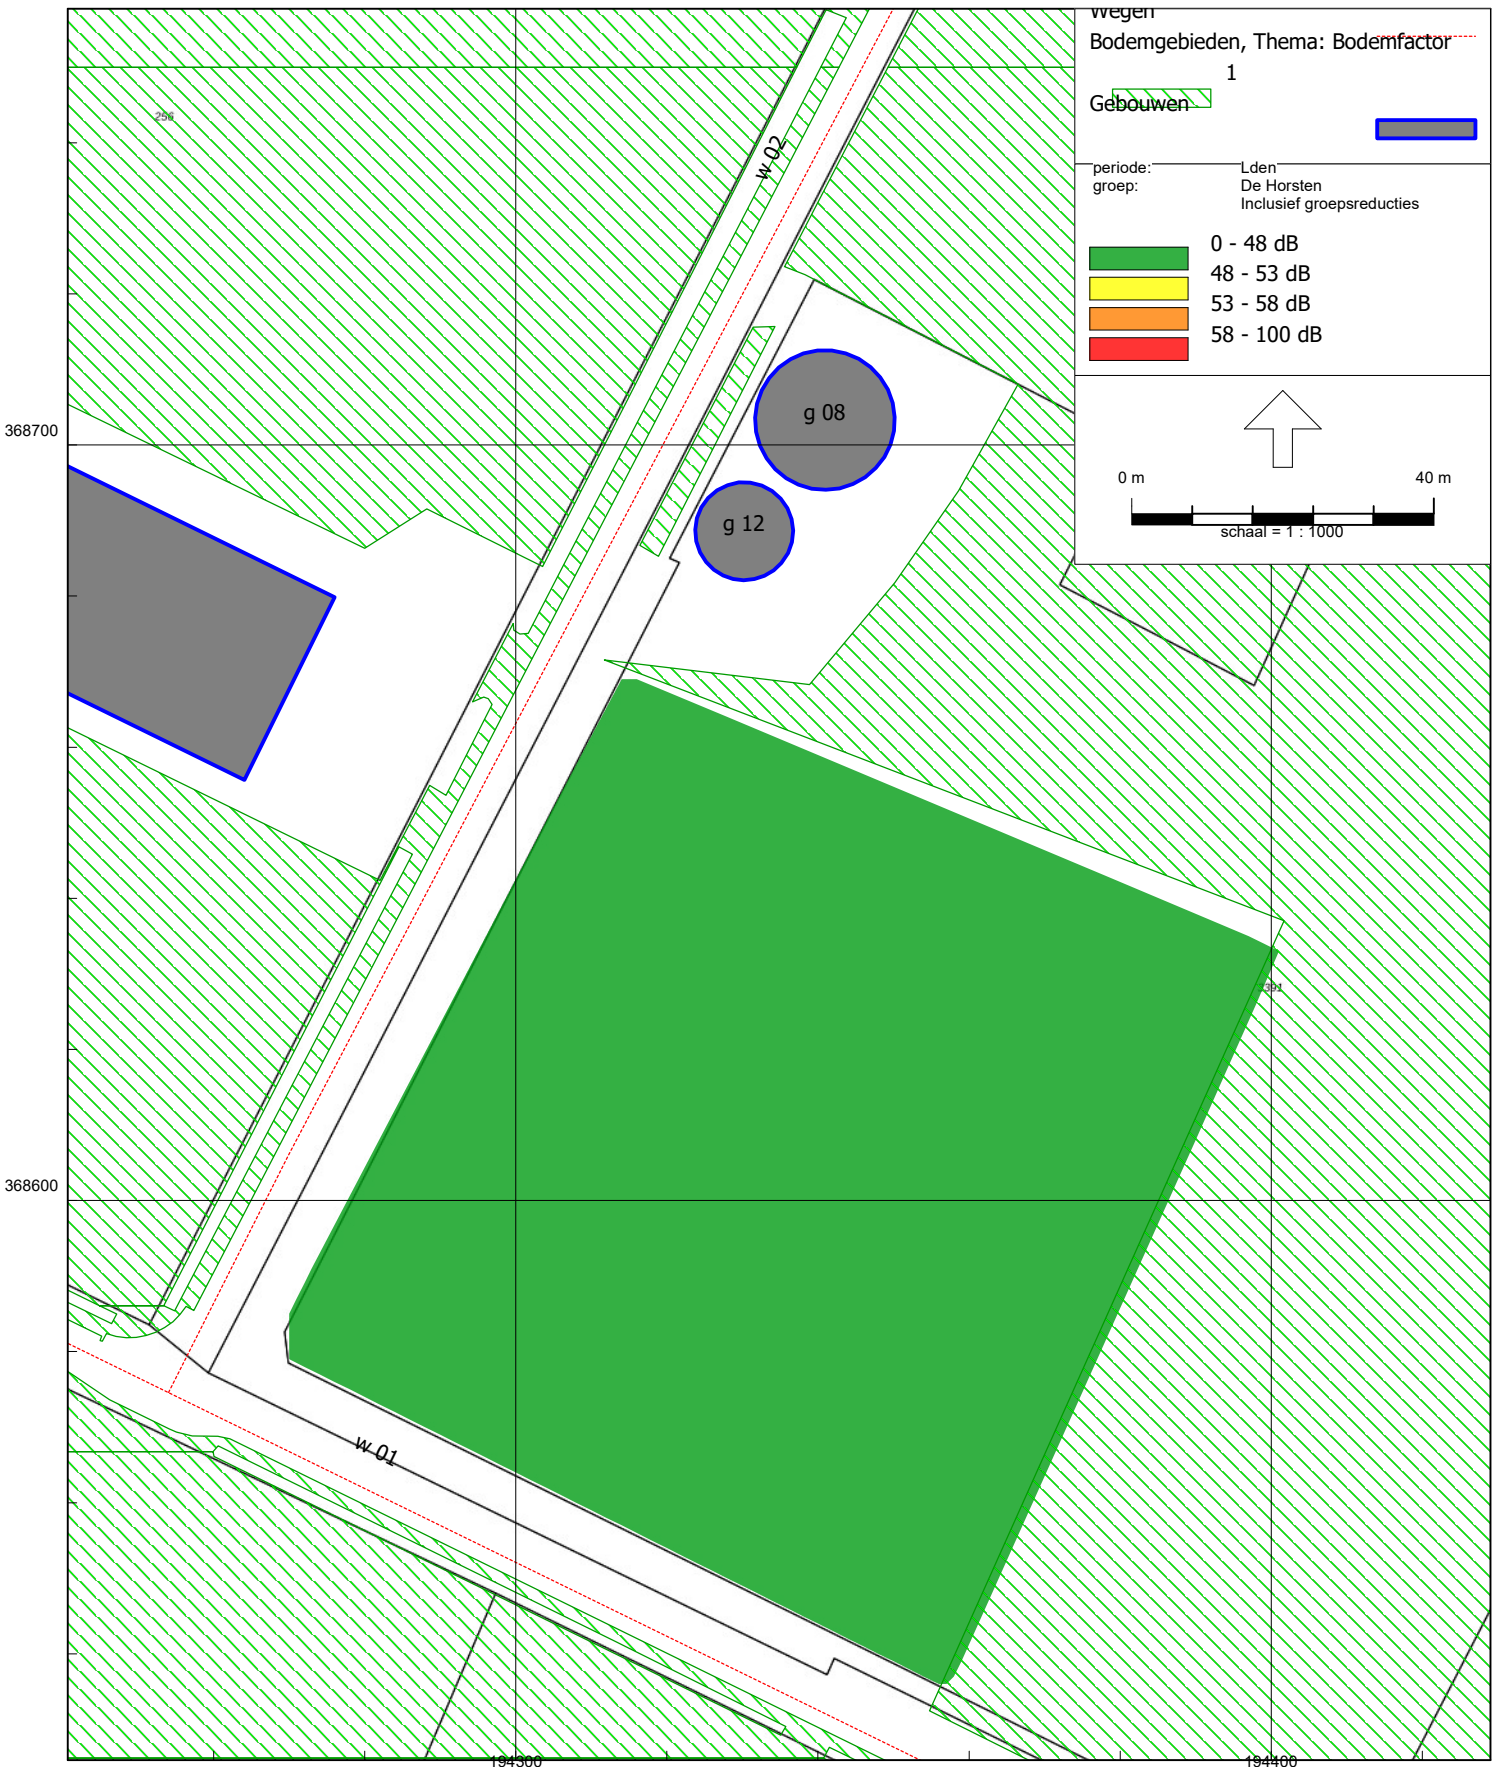 Wegen
Bodemgebieden, Thema: Bodemfactor
1
Gebouwen
periode: Lden
groep: De Horsten
Inclusief groepsreducties
0 - 48 dB
48 - 53 dB
53 - 58 dB
58 - 100 dB
0 m 40 m
schaal = 1 : 1000
256
w 02
g 08
368700
g 12
3391
368600
w 01
194300 194400